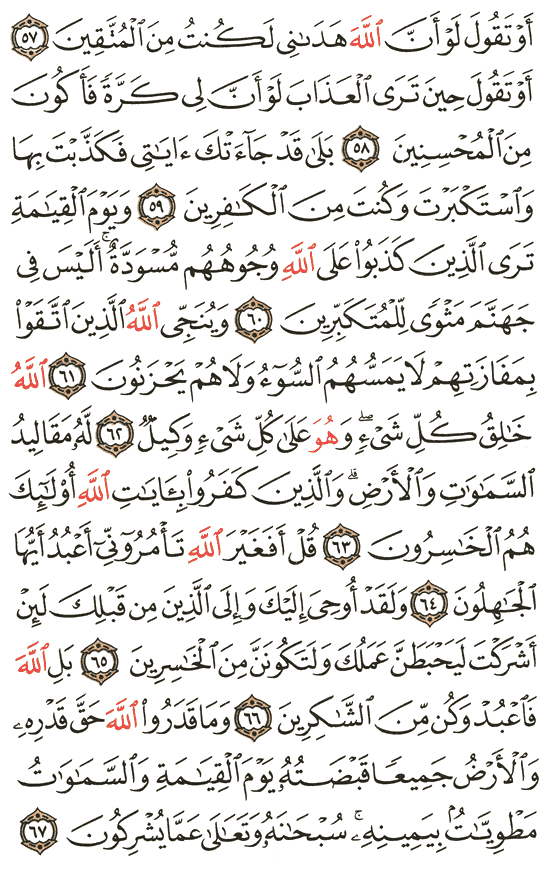 أَوْ تَقُولَ لَوْ أَنَّ ٱللَّهَ هَدَىٰنِى لَكُنتُ مِنَ ٱلْمُتَّقِينَ ٥٧
أَوْ تَقُولَ حِينَ تَرَى ٱلْعَذَابَ لَوْ أَنَّ لِى كَرَّةً فَأَكُونَ
مِنَ ٱلْمُحْسِنِينَ ٥٨ بَلَىٰ قَدْ جَآءَتْكَ ءَايَٰتِى فَكَذَّبْتَ بِهَا
وَٱسْتَكْبَرْتَ وَكُنتَ مِنَ ٱلْكَٰفِرِينَ ٥٩ وَيَوْمَ ٱلْقِيَٰمَةِ
تَرَى ٱلَّذِينَ كَذَبُوا۟ عَلَى ٱللَّهِ وُجُوهُهُم مُّسْوَدَّةٌ ۚ أَلَيْسَ فِى
جَهَنَّمَ مَثْوًى لِّلْمُتَكَبِّرِينَ ٦٠ وَيُنَجِّى ٱللَّهُ ٱلَّذِينَ ٱتَّقَوْا۟
بِمَفَازَتِهِمْ لَا يَمَسُّهُمُ ٱلسُّوٓءُ وَلَا هُمْ يَحْزَنُونَ ٦١ ٱللَّهُ
خَٰلِقُ كُلِّ شَىْءٍ ۖ وَهُوَ عَلَىٰ كُلِّ شَىْءٍ وَكِيلٌ ٦٢ لَّهُۥ مَقَالِيدُ
ٱلسَّمَٰوَٰتِ وَٱلْأَرْضِ ۗ وَٱلَّذِينَ كَفَرُوا۟ بِـَٔايَٰتِ ٱللَّهِ أُو۟لَٰٓئِكَ
هُمُ ٱلْخَٰسِرُونَ ٦٣ قُلْ أَفَغَيْرَ ٱللَّهِ تَأْمُرُوٓنِّىٓ أَعْبُدُ أَيُّهَا
ٱلْجَٰهِلُونَ ٦٤ وَلَقَدْ أُوحِىَ إِلَيْكَ وَإِلَى ٱلَّذِينَ مِن قَبْلِكَ لَئِنْ
أَشْرَكْتَ لَيَحْبَطَنَّ عَمَلُكَ وَلَتَكُونَنَّ مِنَ ٱلْخَٰسِرِينَ ٦٥ بَلِ ٱللَّهَ
فَٱعْبُدْ وَكُن مِّنَ ٱلشَّٰكِرِينَ ٦٦ وَمَا قَدَرُوا۟ ٱللَّهَ حَقَّ قَدْرِهِۦ
وَٱلْأَرْضُ جَمِيعًا قَبْضَتُهُۥ يَوْمَ ٱلْقِيَٰمَةِ وَٱلسَّمَٰوَٰتُ
مَطْوِيَّٰتٌۢ بِيَمِينِهِۦ ۚ سُبْحَٰنَهُۥ وَتَعَٰلَىٰ عَمَّا يُشْرِكُونَ ٦٧